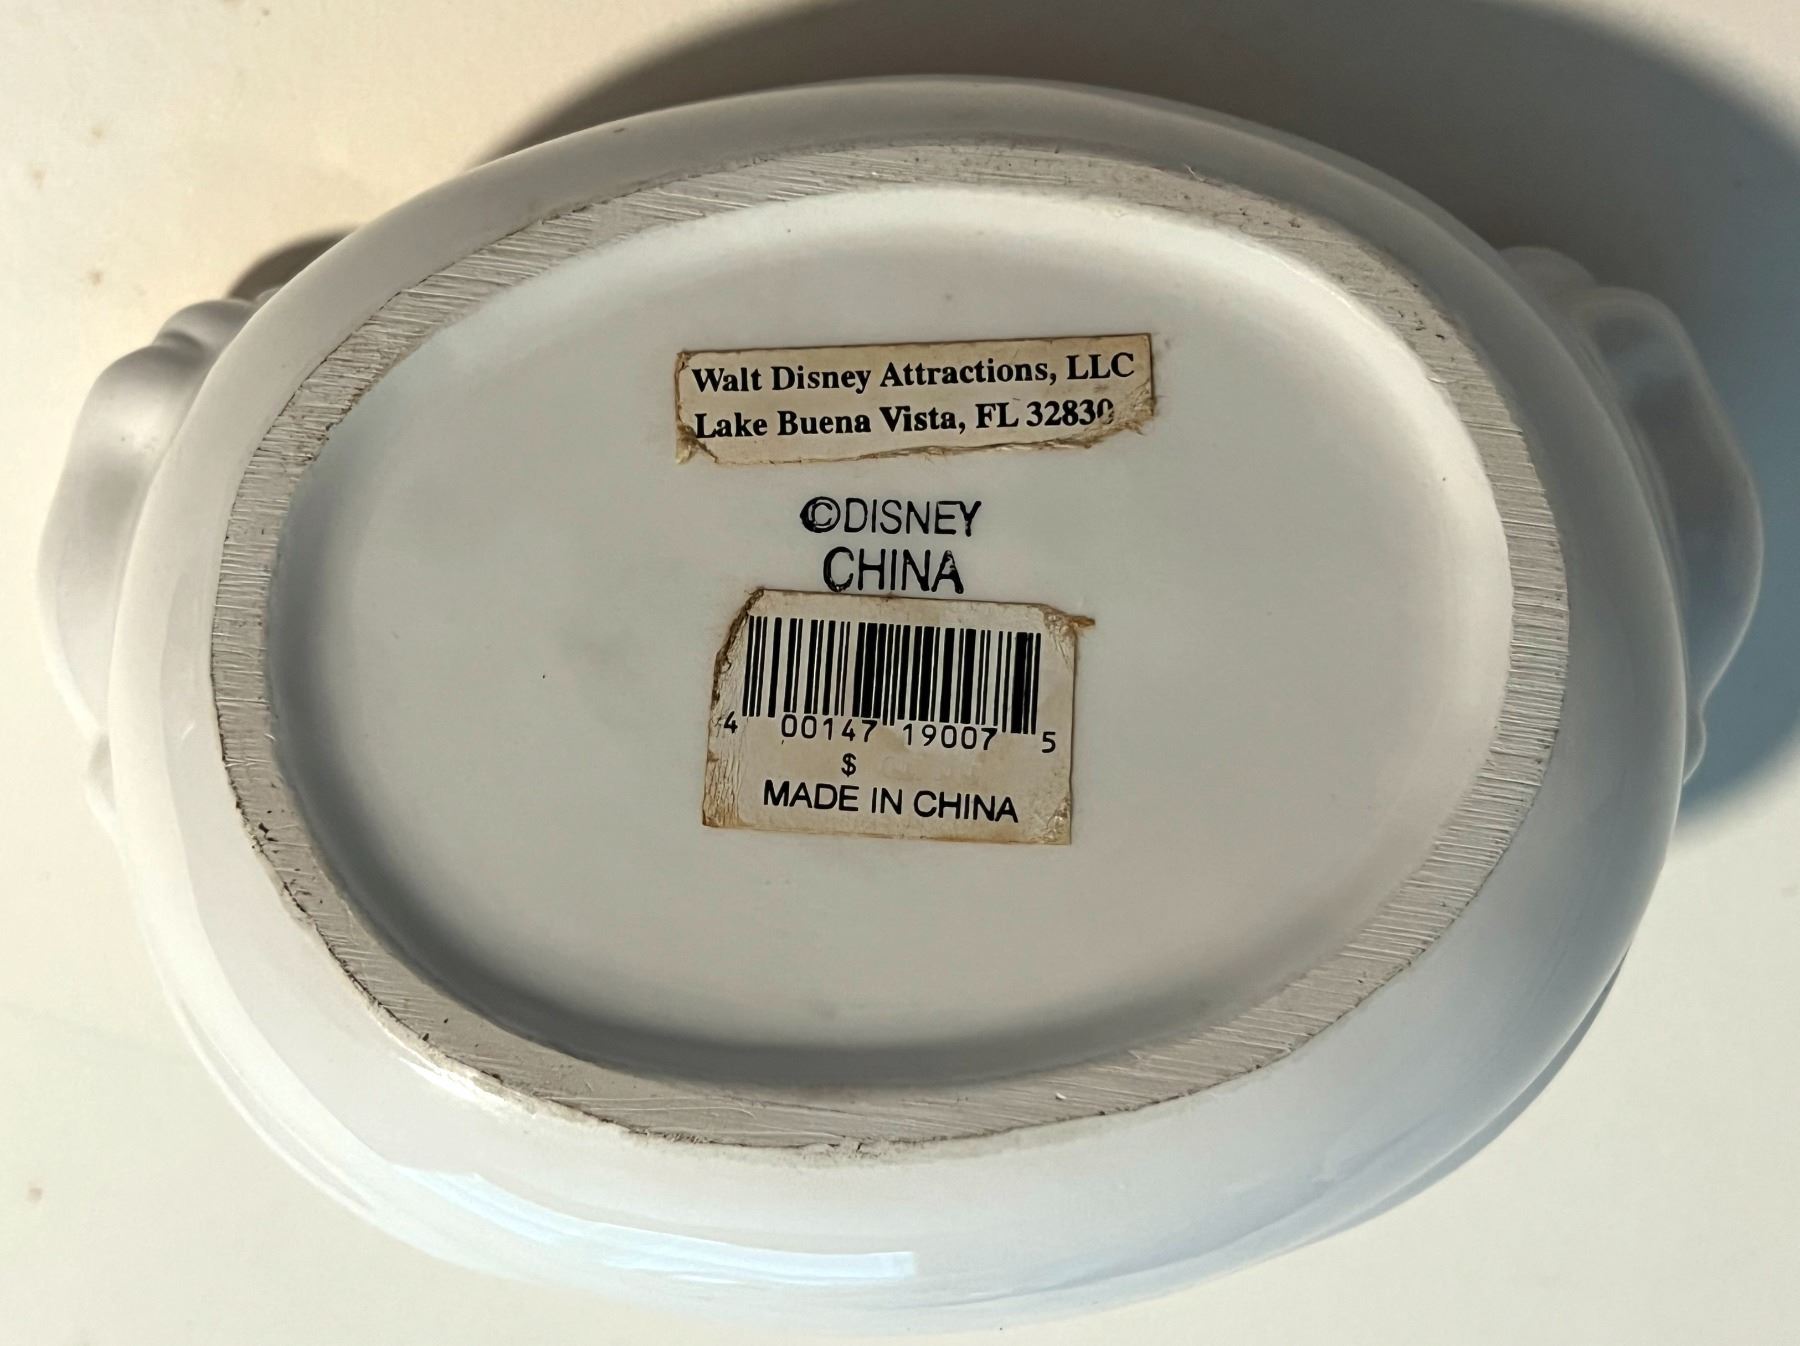 Walt Disney Attractions, LLC
Lake Buena Vista, FL 32830
©DISNEY
CHINA
4 00147 19007 5
$
MADE IN CHINA